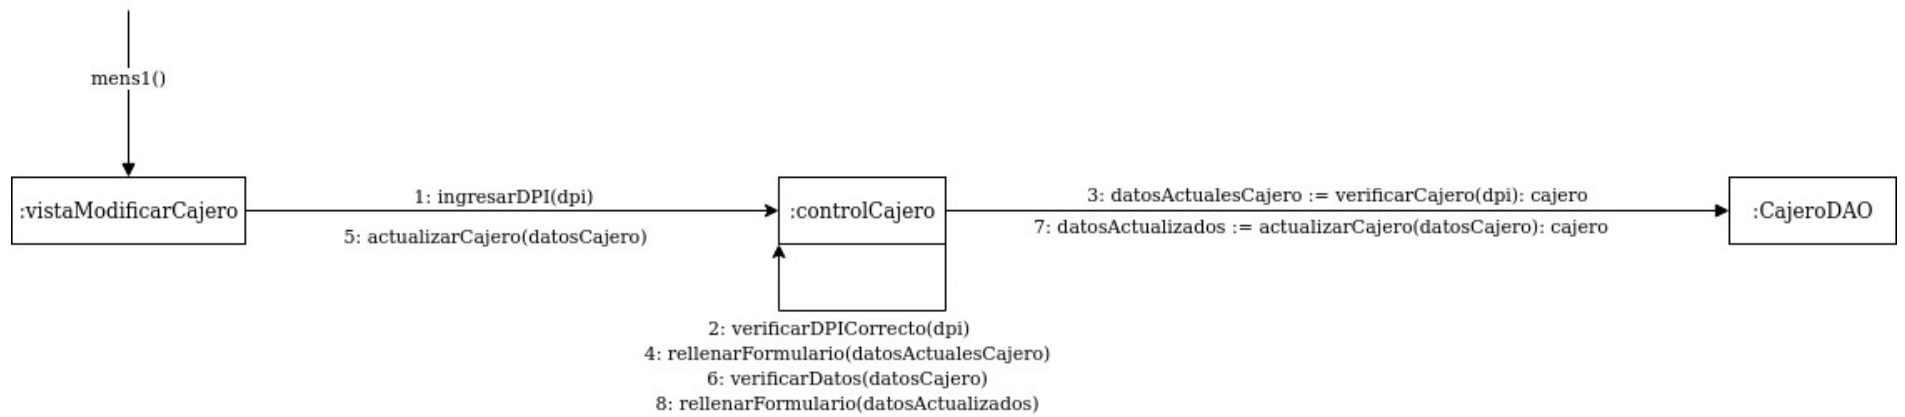 mens1()
:vistaModificarCajero
1: ingresarDPI(dpi)
5: actualizarCajero(datosCajero)
:controlCajero
3: datosActualesCajero := verificarCajero(dpi): cajero
7: datosActualizados := actualizarCajero(datosCajero): cajero
:CajeroDAO
2: verificarDPICorrecto(dpi)
4: rellenarFormulario(datosActualesCajero)
6: verificarDatos(datosCajero)
8: rellenarFormulario(datosActualizados)